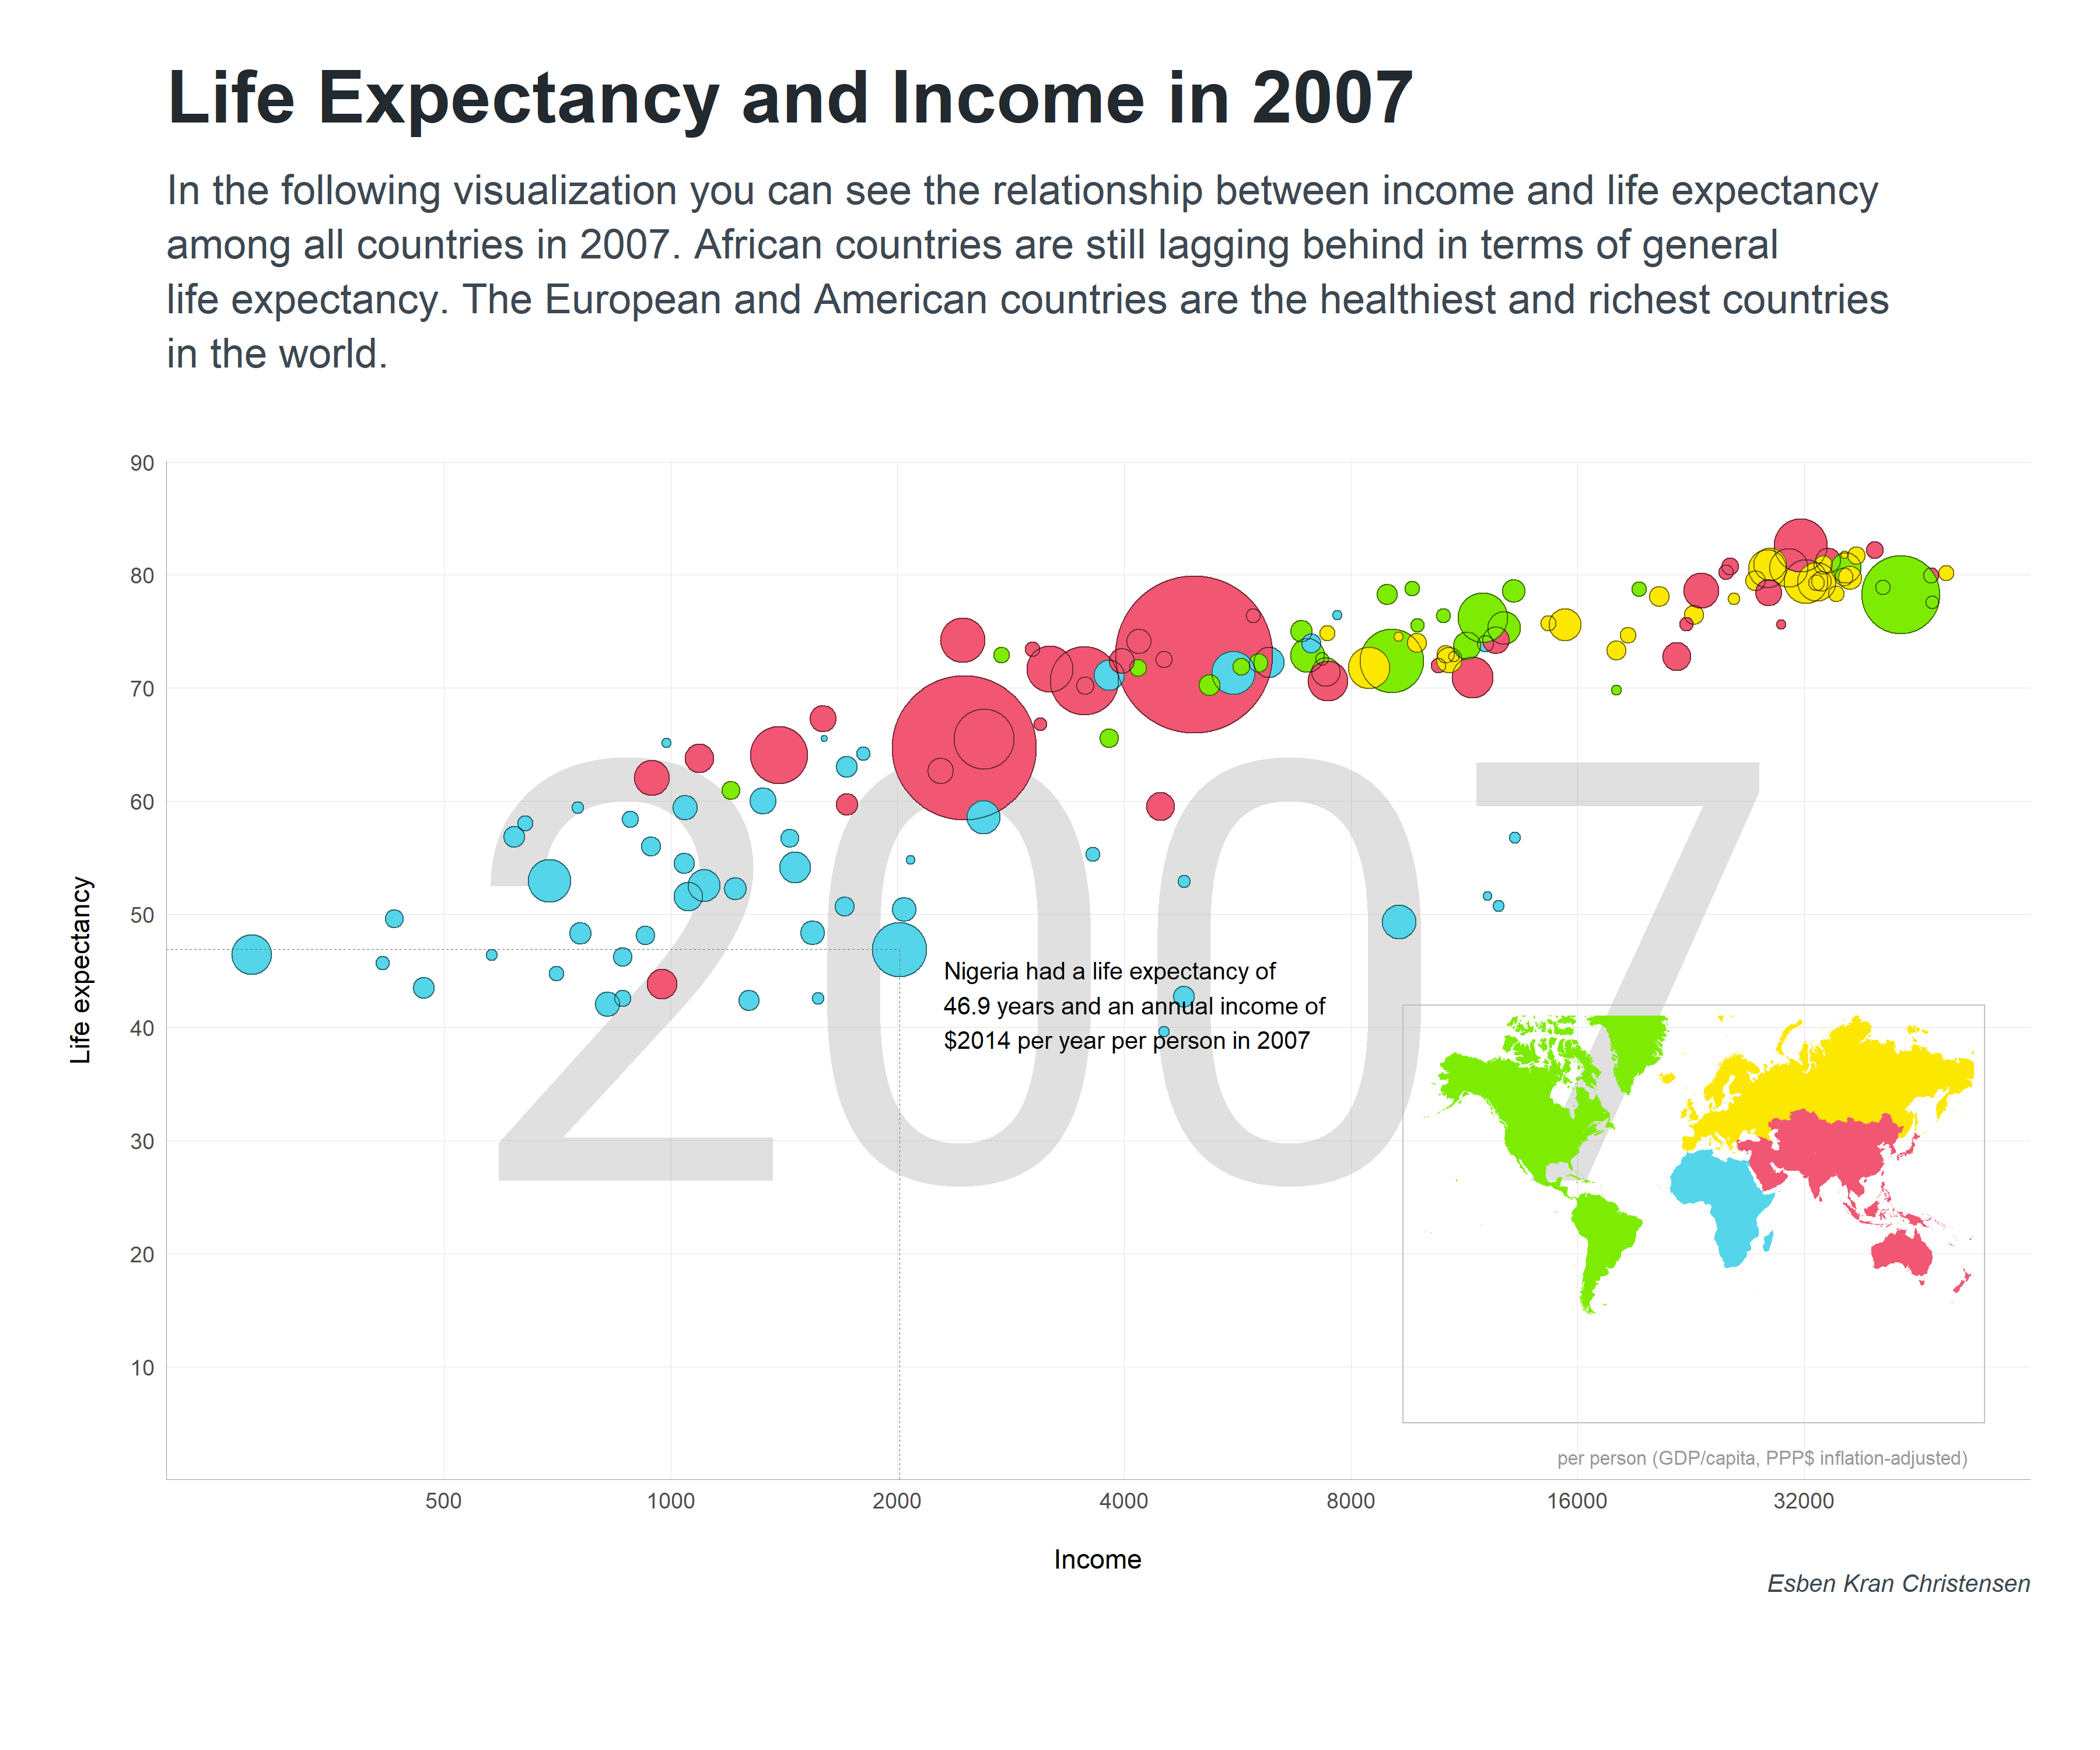 Life Expectancy and Income in 2007
In the following visualization you can see the relationship between income and life expectancy
among all countries in 2007. African countries are still lagging behind in terms of general
life expectancy. The European and American countries are the healthiest and richest countries
in the world.
2007
90
80
70
60
50
40
30
20
10
Life expectancy
Nigeria had a life expectancy of
46.9 years and an annual income of
$2014 per year per person in 2007
per person (GDP/capita, PPP$ inflation-adjusted)
500 1000 2000 4000 8000 16000 32000
Income
Esben Kran Christensen